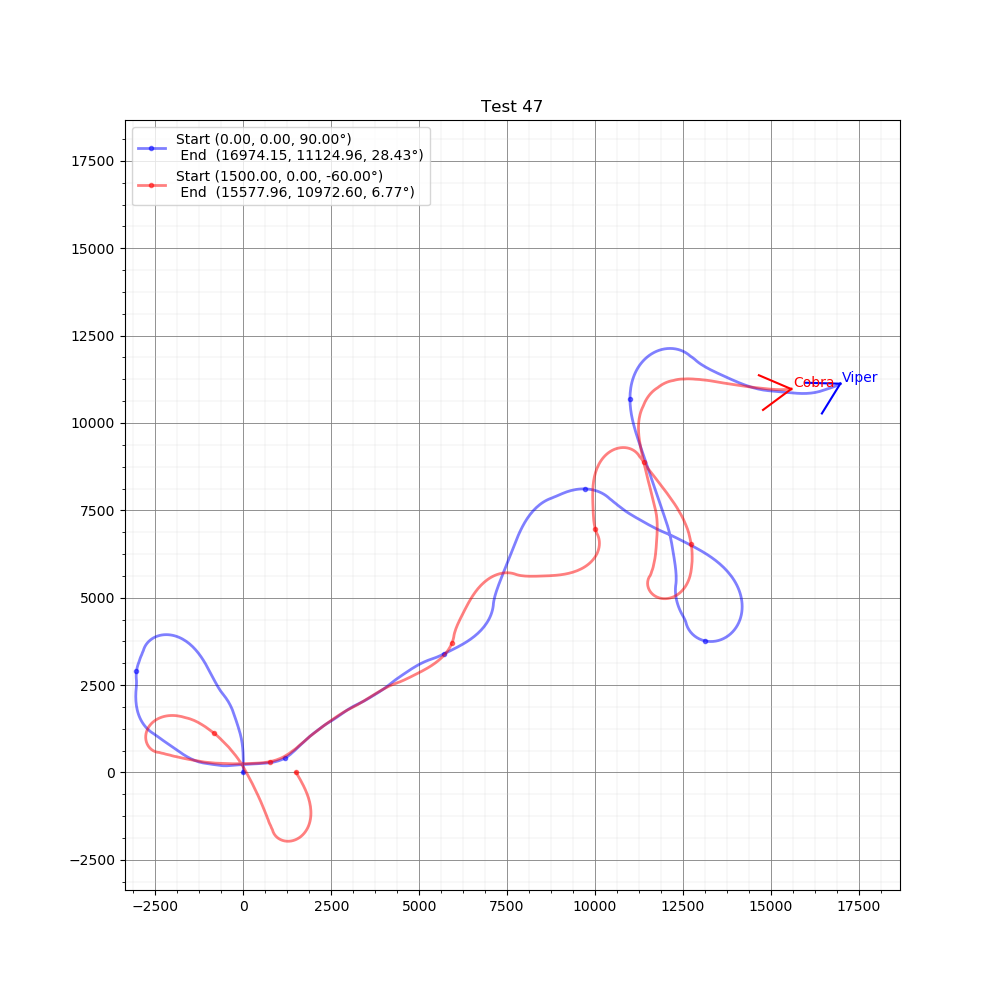 Test 47
Start (0.00, 0.00, 90.00°)
End  (16974.15, 11124.96, 28.43°)
Start (1500.00, 0.00, -60.00°)
End  (15577.96, 10972.60, 6.77°)
17500
15000
12500
10000
7500
5000
2500
0
−2500
Cobra
Viper
−2500 0 2500 5000 7500 10000 12500 15000 17500